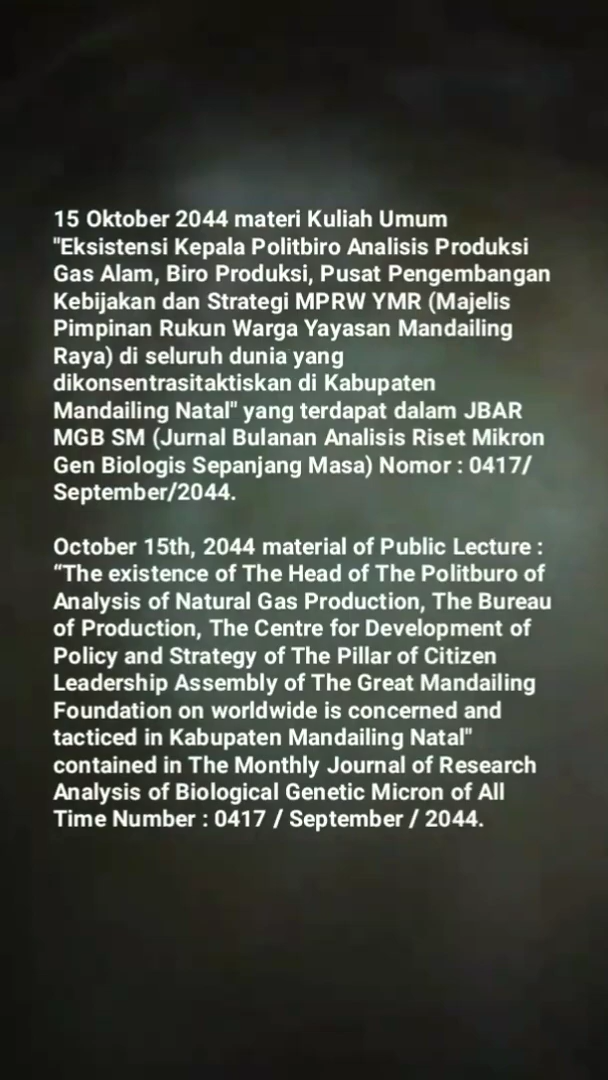 15 Oktober 2044 materi Kuliah Umum
"Eksistensi Kepala Politbiro Analisis Produksi
Gas Alam, Biro Produksi, Pusat Pengembangan
Kebijakan dan Strategi MPRW YMR (Majelis
Pimpinan Rukun Warga Yayasan Mandailing
Raya) di seluruh dunia yang
dikonsentrasitaktiskan di Kabupaten
Mandailing Natal" yang terdapat dalam JBAR
MGB SM (Jurnal Bulanan Analisis Riset Mikron
Gen Biologis Sepanjang Masa) Nomor : 0417/
September/2044.
October 15th, 2044 material of Public Lecture :
“The existence of The Head of The Politburo of
Analysis of Natural Gas Production, The Bureau
of Production, The Centre for Development of
Policy and Strategy of The Pillar of Citizen
Leadership Assembly of The Great Mandailing
Foundation on worldwide is concerned and
tacticed in Kabupaten Mandailing Natal"
contained in The Monthly Journal of Research
Analysis of Biological Genetic Micron of All
Time Number : 0417 / September / 2044.